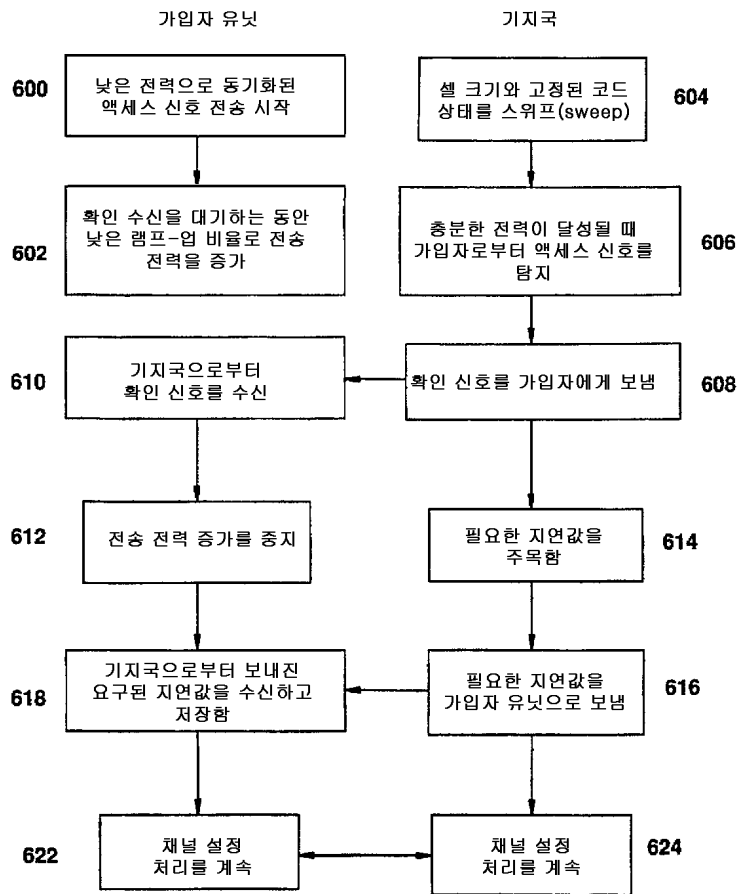 가입자 유닛
기지국
600
낮은 전력으로 동기화된
액세스 신호 전송 시작
셀 크기와 고정된 코드
상태를 스위프(sweep)
604
602
확인 수신을 대기하는 동안
낮은 램프-업 비율로 전송
전력을 증가
충분한 전력이 달성될 때
가입자로부터 액세스 신호를
탐지
606
610
기지국으로부터
확인 신호를 수신
확인 신호를 가입자에게 보냄
608
612
전송 전력 증가를 중지
필요한 지연값을
주목함
614
618
기지국으로부터 보내진
요구된 지연값을 수신하고
저장함
필요한 지연값을
가입자 유닛으로 보냄
616
622
채널 설정
처리를 계속
채널 설정
처리를 계속
624